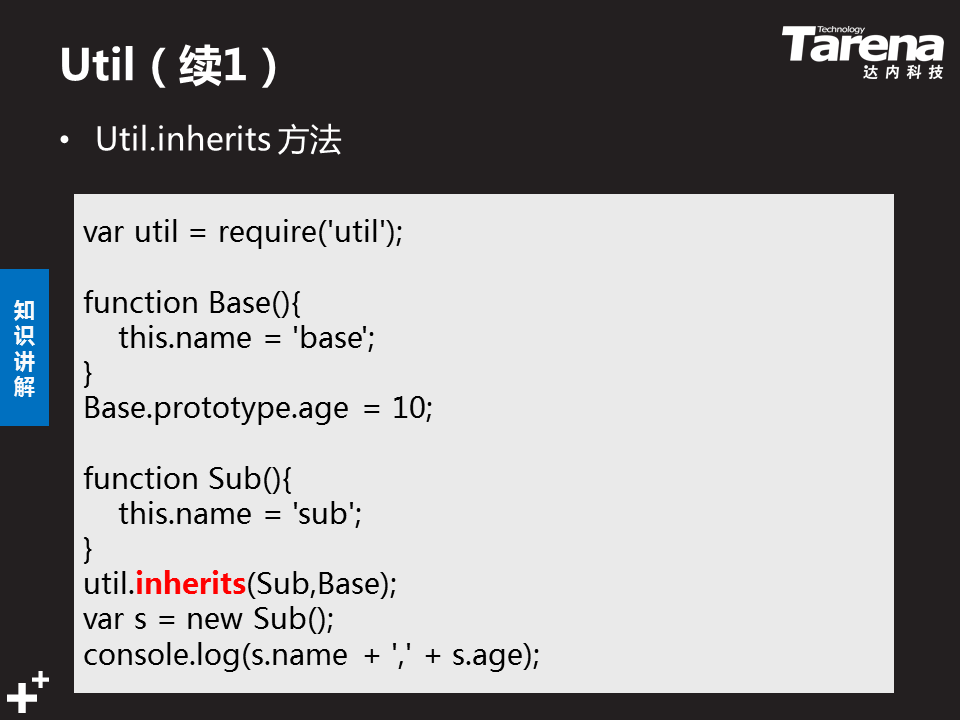 Util（续1）
Technology
Tarena
达内科技
• Util.inherits 方法
var util = require('util');
function Base(){
this.name = 'base';
}
Base.prototype.age = 10;
function Sub(){
this.name = 'sub';
}
util.inherits(Sub,Base);
var s = new Sub();
console.log(s.name + ',' + s.age);
知
识
讲
解